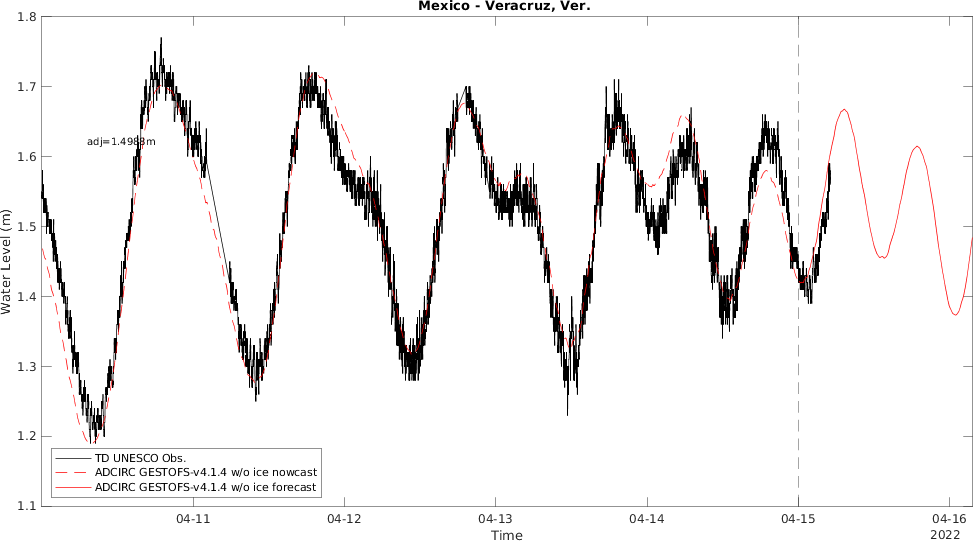 Mexico - Veracruz, Ver.
1.8
1.7
1.6
1.5
1.4
1.3
1.2
1.1
Water Level (m)
adj=1.4983m
TD UNESCO Obs.
ADCIRC GESTOFS-v4.1.4 w/o ice nowcast
ADCIRC GESTOFS-v4.1.4 w/o ice forecast
04-11
04-12
04-13
04-14
04-15
04-16
Time
2022